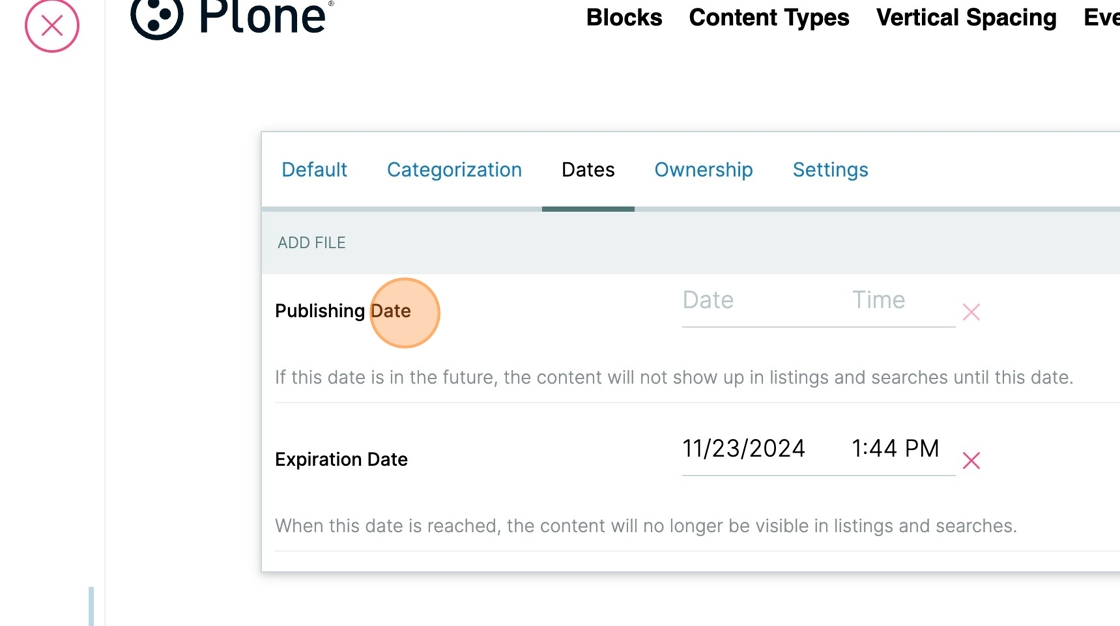 Plone®
Blocks Content Types Vertical Spacing
Default Categorization Dates Ownership Settings
ADD FILE
Publishing Date Date Time
If this date is in the future, the content will not show up in listings and searches until this date.
Expiration Date 11/23/2024 1:44 PM
When this date is reached, the content will no longer be visible in listings and searches.